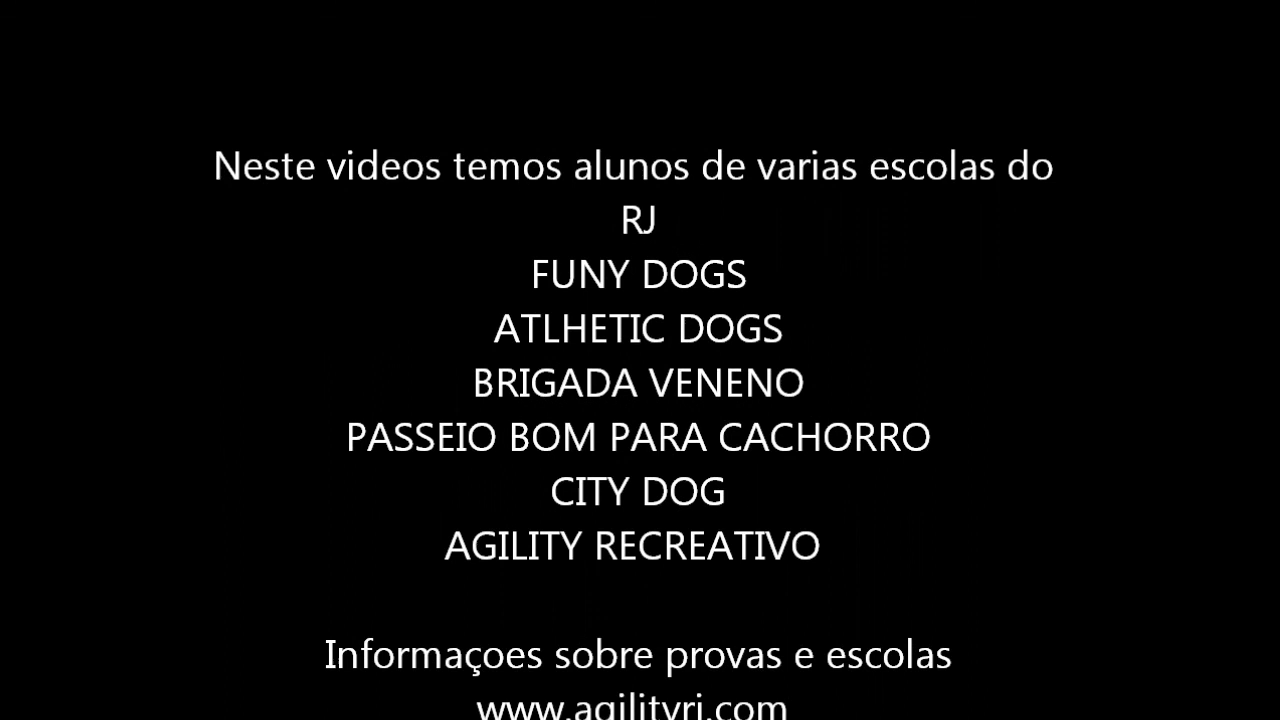 Neste videos temos alunos de varias escolas do
RJ
FUNY DOGS
ATLHETIC DOGS
BRIGADA VENENO
PASSEIO BOM PARA CACHORRO
CITY DOG
AGILITY RECREATIVO
Informaçoes sobre provas e escolas
www.agilityrj.com